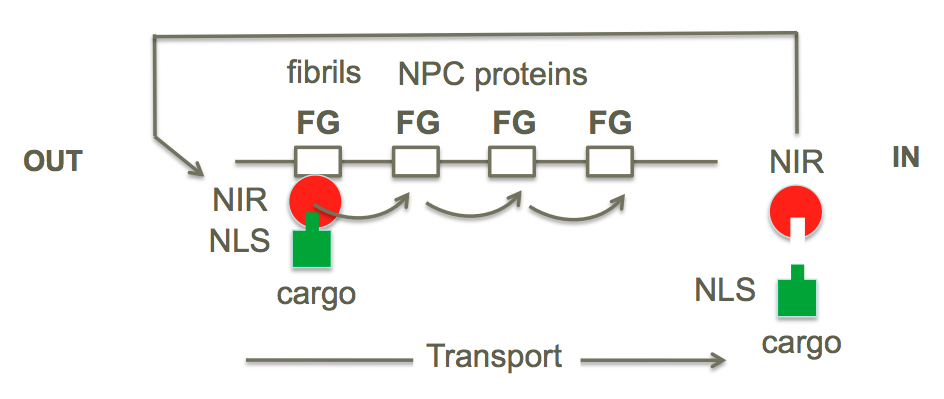 fibrils NPC proteins
FG FG FG FG
OUT
NIR
IN
NIR
NLS
cargo
NLS
cargo
Transport